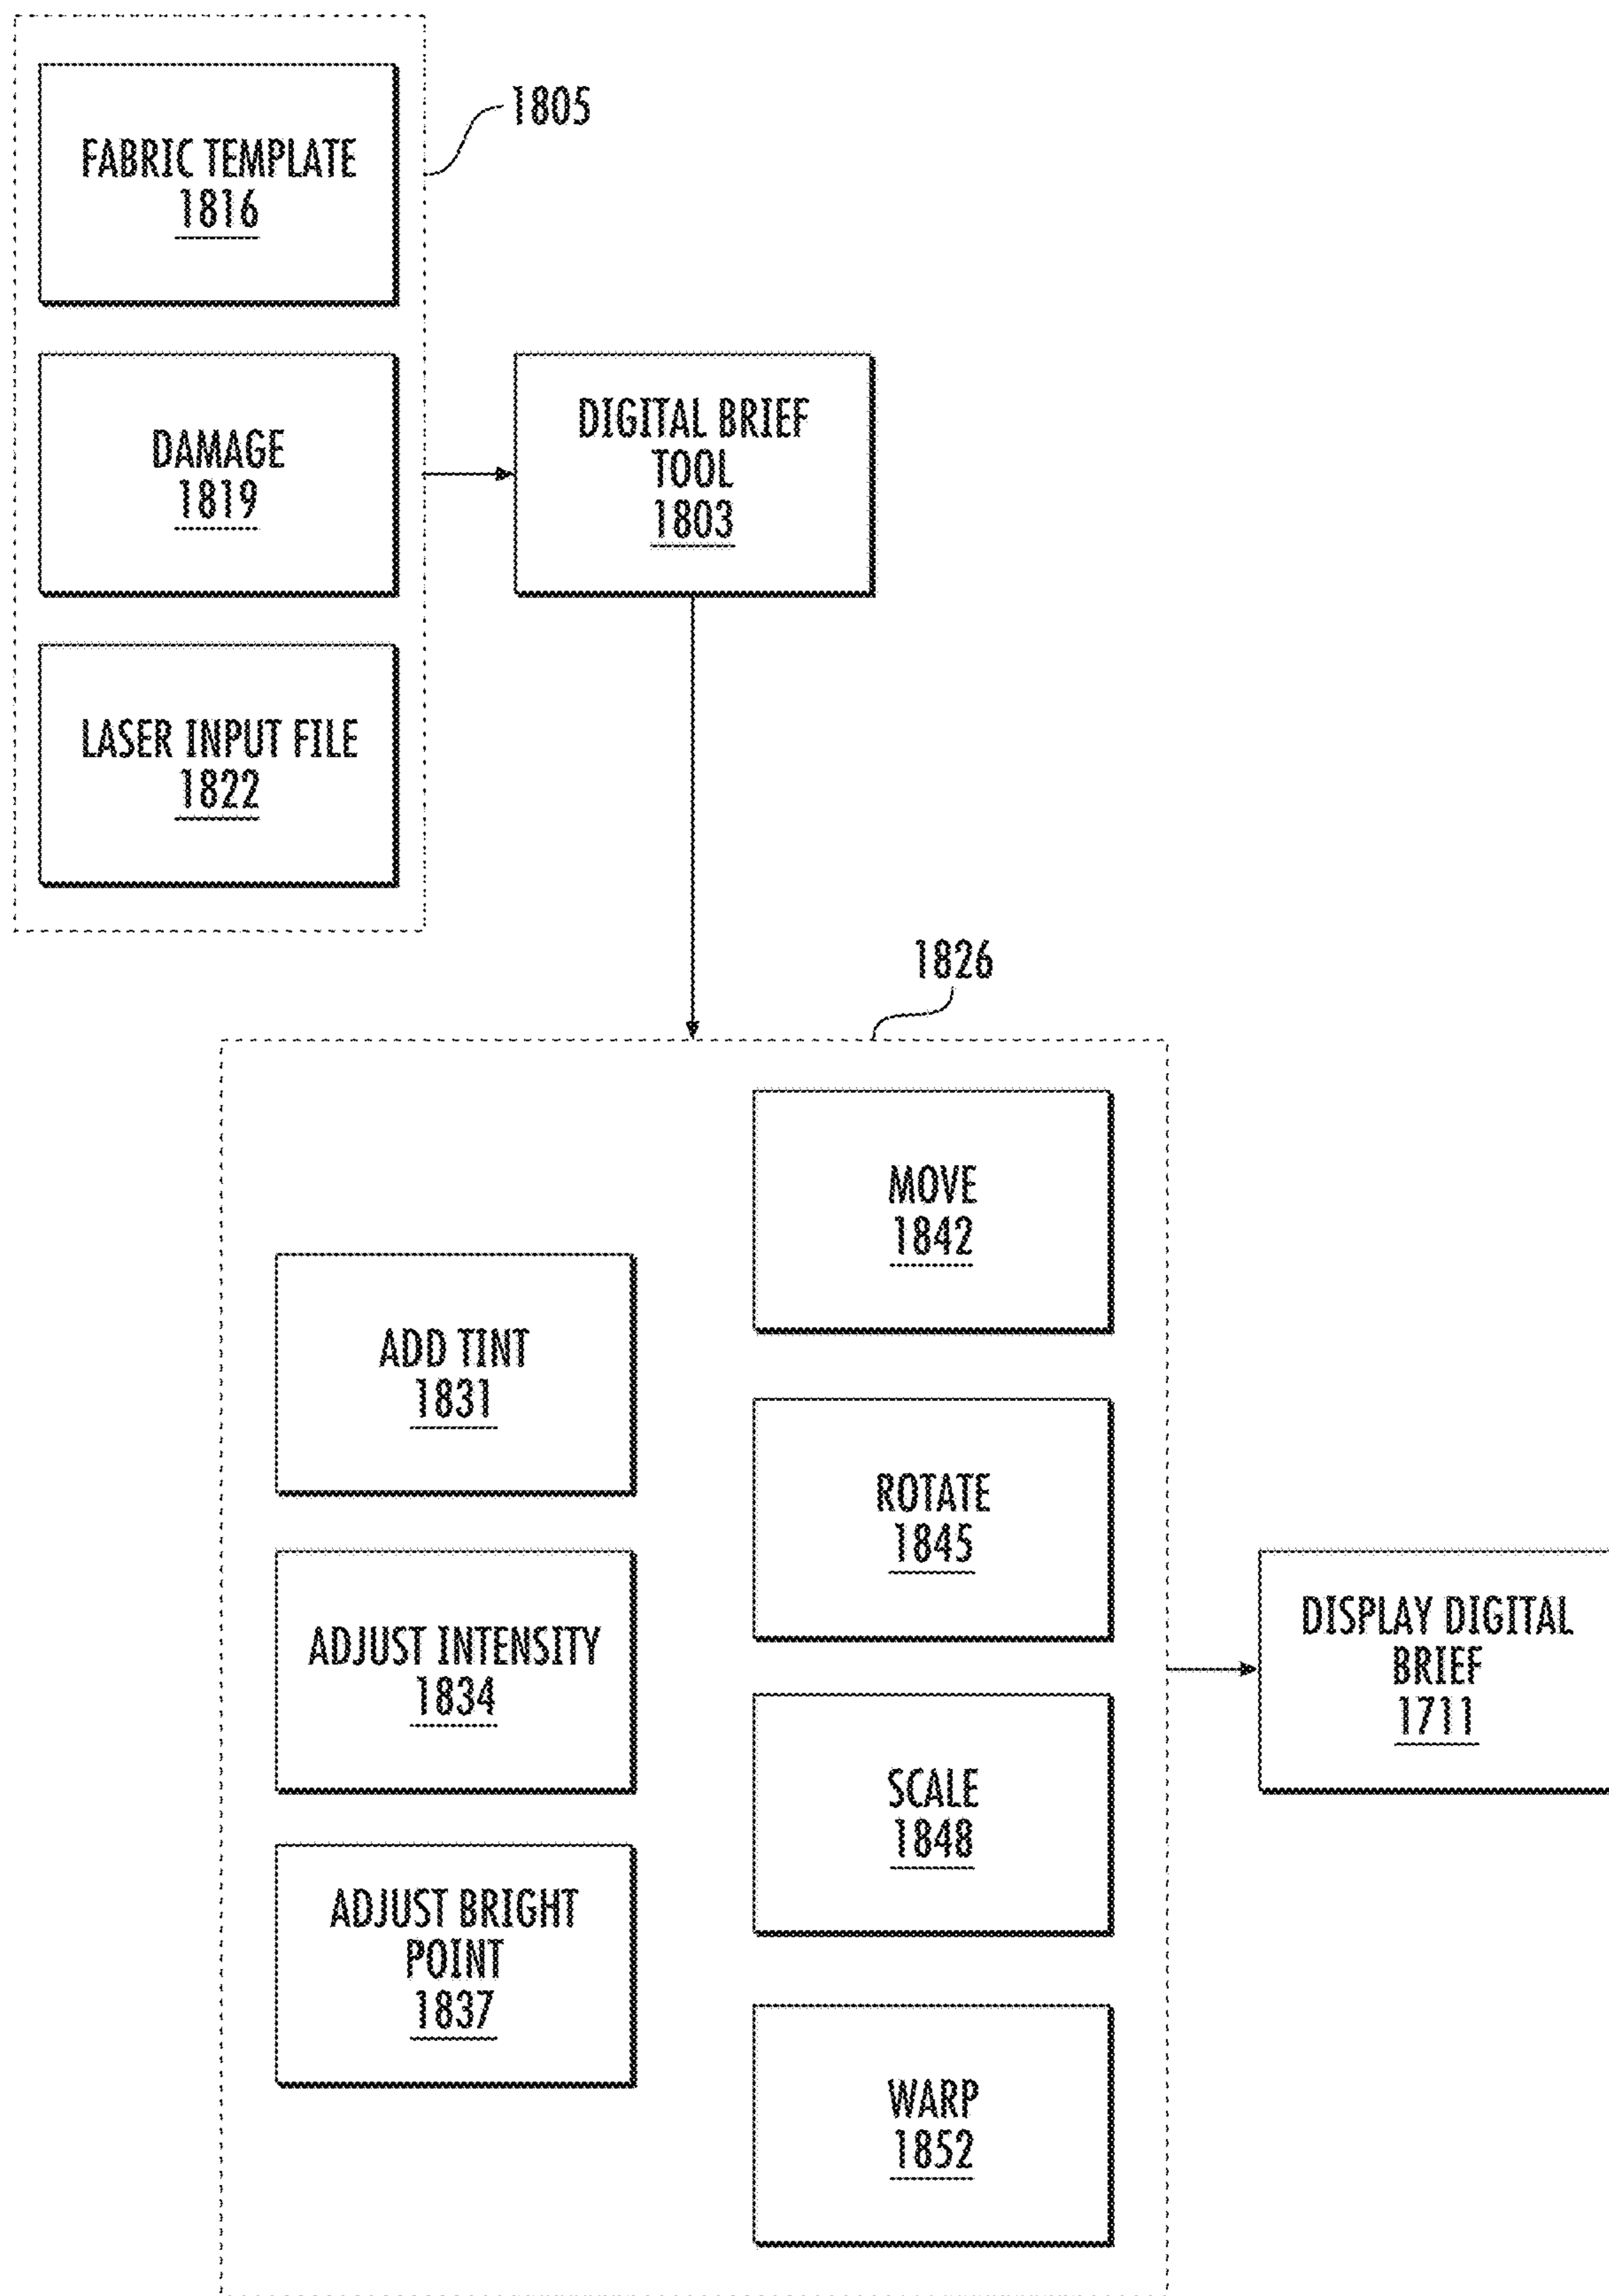 FABRIC TEMPLATE
1816
1805
DAMAGE
1819
DIGITAL BRIEF
TOOL
1803
LASER INPUT FILE
1822
1826
MOVE
1842
ADD TINT
1831
ROTATE
1845
ADJUST INTENSITY
1834
DISPLAY DIGITAL
BRIEF
1711
SCALE
1848
ADJUST BRIGHT
POINT
1837
WARP
1852